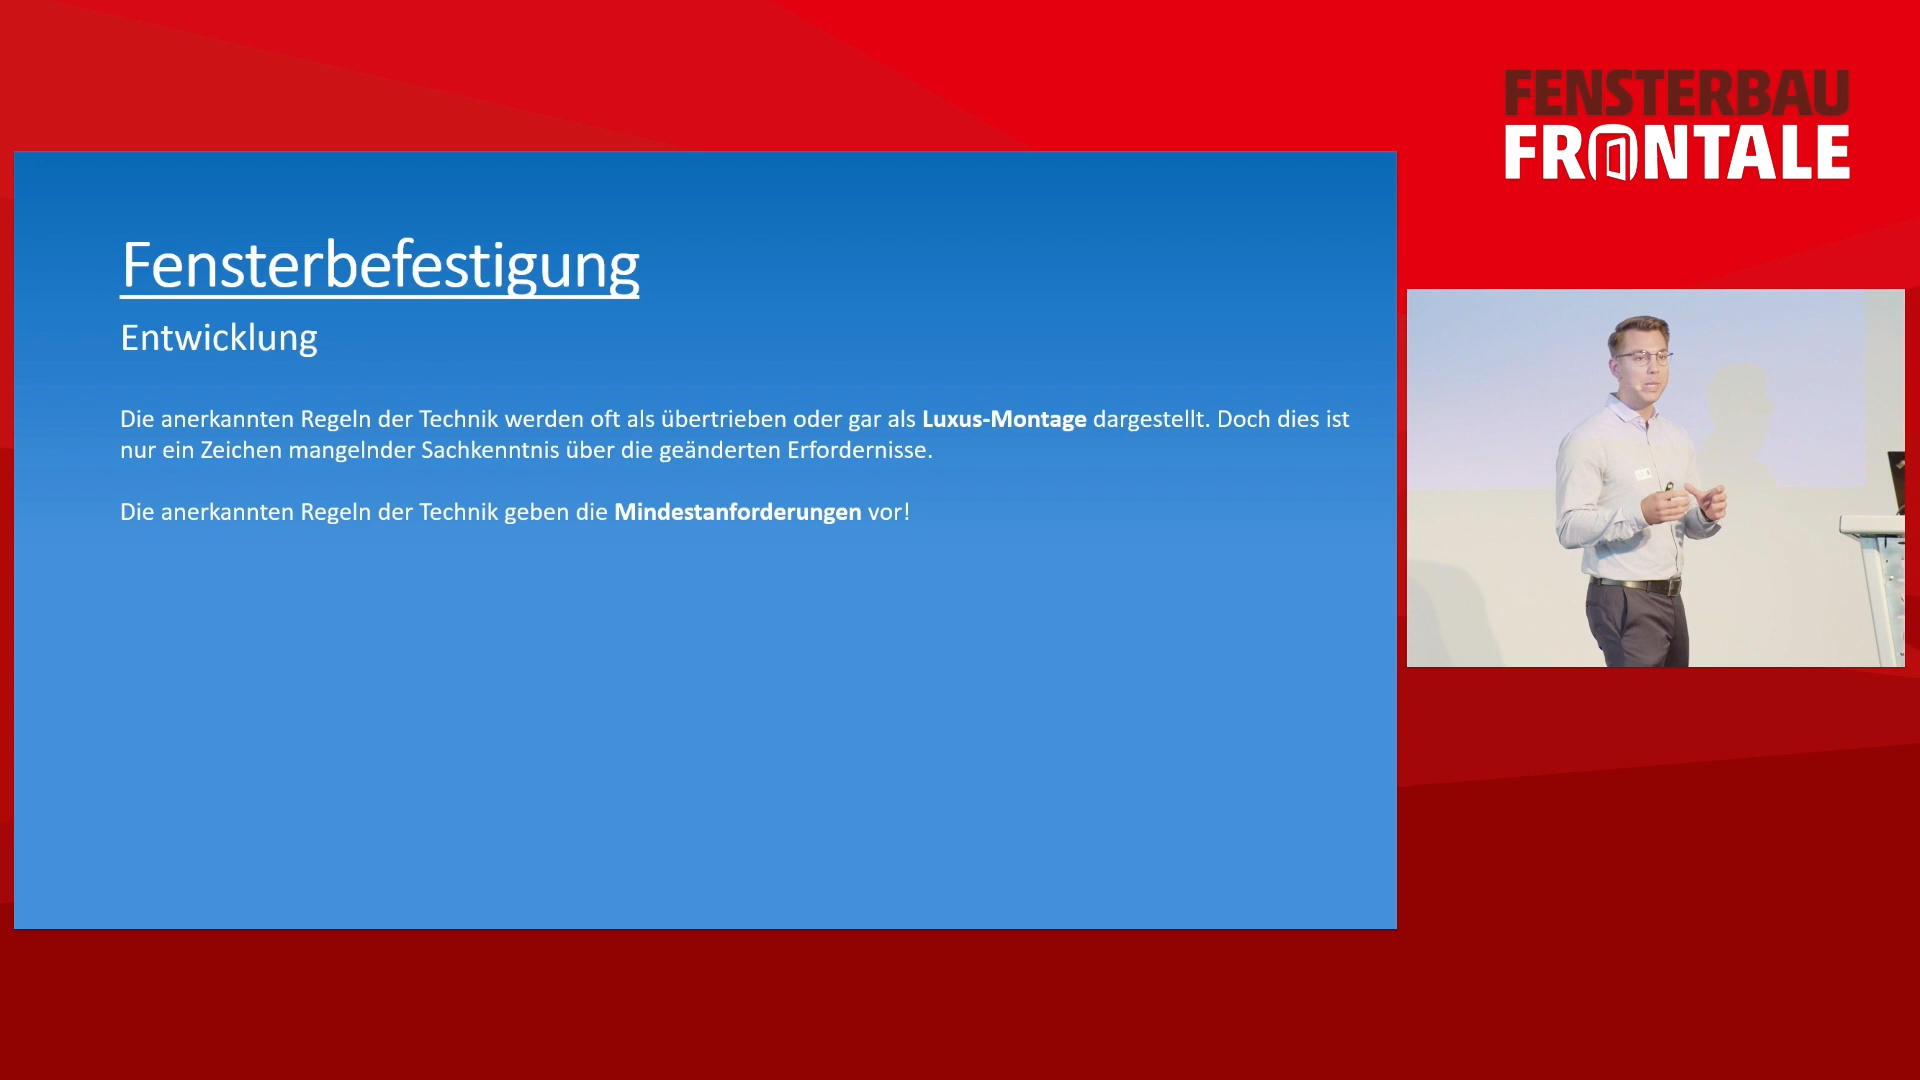 FENSTERBAU
FRONTALE
Fensterbefestigung
Entwicklung
Die anerkannten Regeln der Technik werden oft als übertrieben oder gar als Luxus-Montage dargestellt. Doch dies ist
nur ein Zeichen mangelnder Sachkenntnis über die geänderten Erfordernisse.
Die anerkannten Regeln der Technik geben die Mindestanforderungen vor!